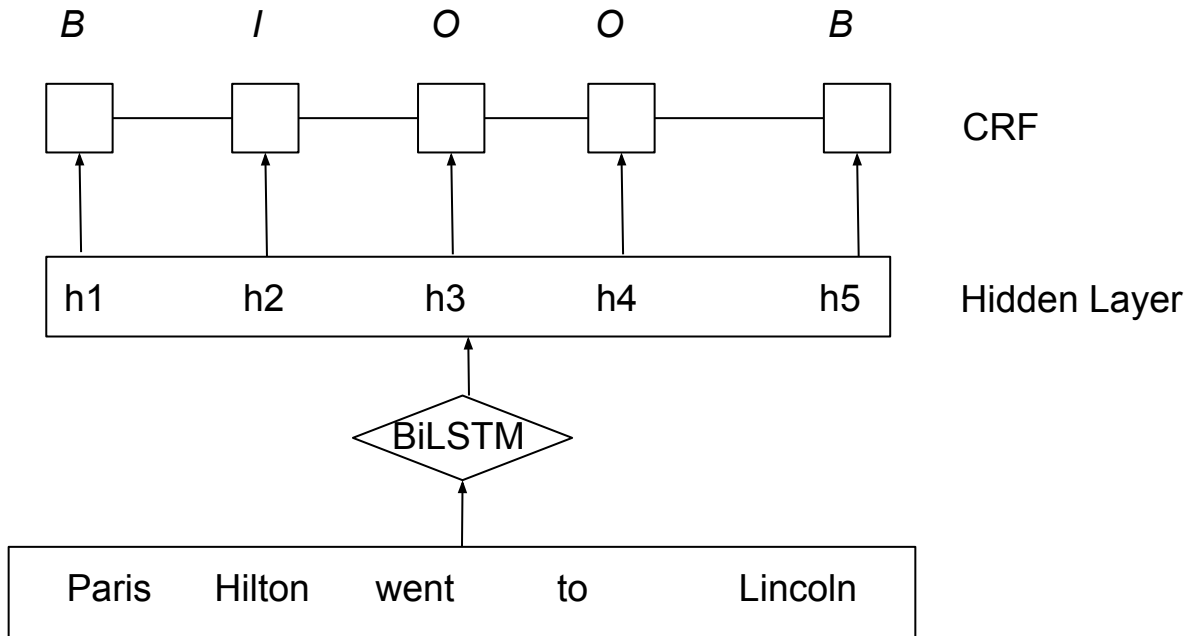 B I O O B
CRF
h1 h2 h3 h4 h5
Hidden Layer
BiLSTM
Paris Hilton went to Lincoln